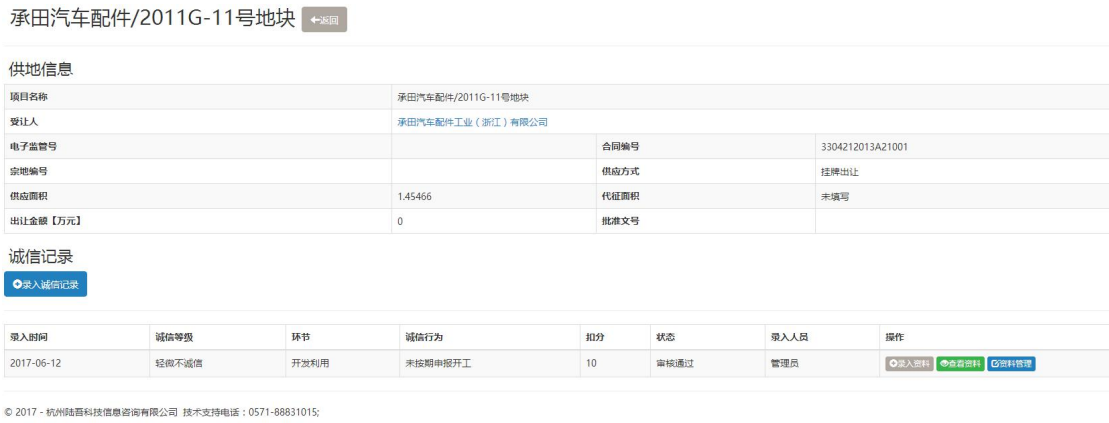 承田汽车配件/2011G-11号地块 返回
供地信息
项目名称 承田汽车配件/2011G-11号地块
受让人 承田汽车配件工业（浙江）有限公司
电子监管号 合同编号 3304212013A21001
宗地编号 供应方式 挂牌出让
供应面积 1.45466 代征面积 未填写
出让金额【万元】 0 批准文号
诚信记录
录入诚信记录
录入时间 诚信等级 环节 诚信行为 扣分 状态 录入人员 操作
2017-06-12 轻微不诚信 开发利用 未按期申报开工 10 审核通过 管理员 录入资料 查看资料 资料管理
© 2017 - 杭州陆吾科技信息咨询有限公司 技术支持电话：0571-88831015;